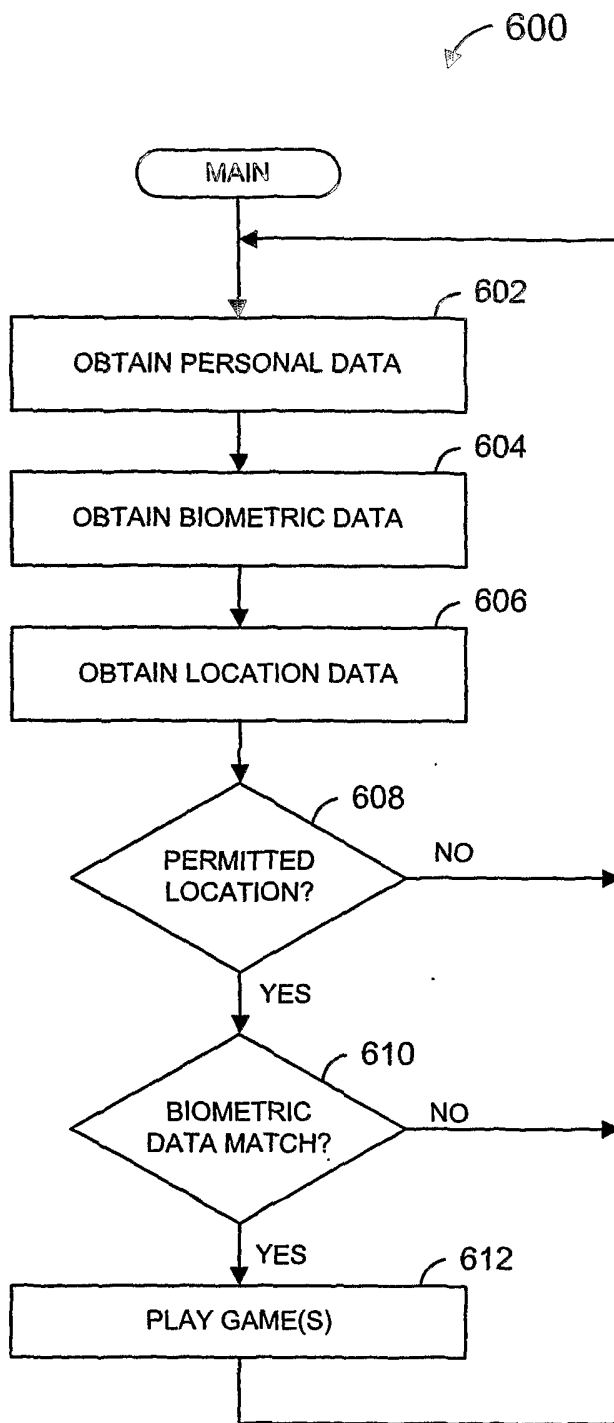 600
MAIN
602
OBTAIN PERSONAL DATA
604
OBTAIN BIOMETRIC DATA
606
OBTAIN LOCATION DATA
608
PERMITTED
LOCATION?
NO
YES
610
BIOMETRIC
DATA MATCH?
NO
YES
612
PLAY GAME(S)